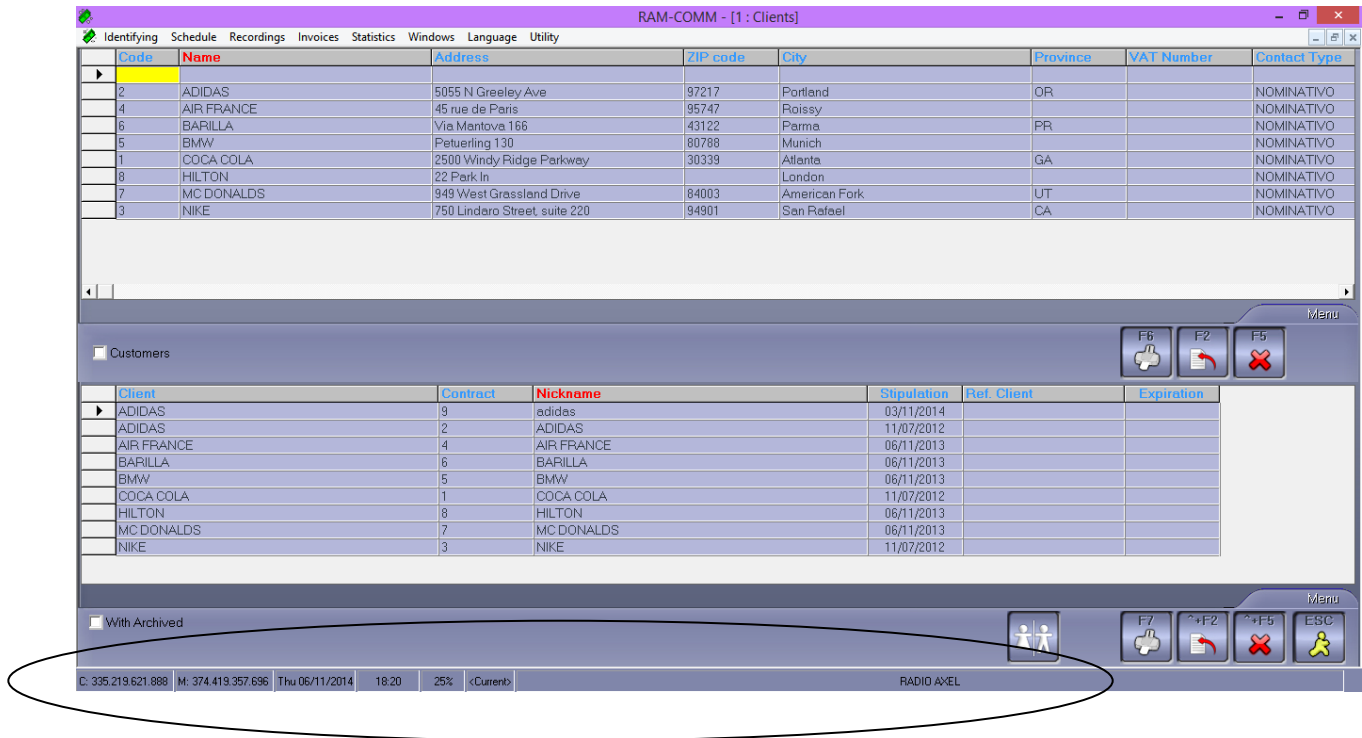 RAM-COMM - [1 : Clients]
Identifying Schedule Recordings Invoices Statistics Windows Language Utility
Code Name Address ZIP code City Province VAT Number Contact Type
2 ADIDAS 5055 N Greeley Ave 97217 Portland OR NOMINATIVO
4 AIR FRANCE 45 rue de Paris 95747 Roissy NOMINATIVO
6 BARILLA Via Mantova 166 43122 Parma PR NOMINATIVO
5 BMW Petuerling 130 80788 Munich NOMINATIVO
1 COCA COLA 2500 Windy Ridge Parkway 30339 Atlanta GA NOMINATIVO
8 HILTON 22 Park ln London NOMINATIVO
7 MC DONALDS 949 West Grassland Drive 84003 American Fork UT NOMINATIVO
3 NIKE 750 Lindaro Street, suite 220 94901 San Rafael CA NOMINATIVO
Menu
Customers F6 F2 F5
Client Contract Nickname Stipulation Ref. Client Expiration
ADIDAS 9 adidas 03/11/2014
ADIDAS 2 ADIDAS 11/07/2012
AIR FRANCE 4 AIR FRANCE 06/11/2013
BARILLA 6 BARILLA 06/11/2013
BMW 5 BMW 06/11/2013
COCA COLA 1 COCA COLA 11/07/2012
HILTON 8 HILTON 06/11/2013
MC DONALDS 7 MC DONALDS 06/11/2013
NIKE 3 NIKE 11/07/2012
Menu
With Archived F7 ^+F2 ^+F5 ESC
C: 335.219.621.888 M: 374.419.357.696 Thu 06/11/2014 18:20 25% <Current> RADIO AXEL